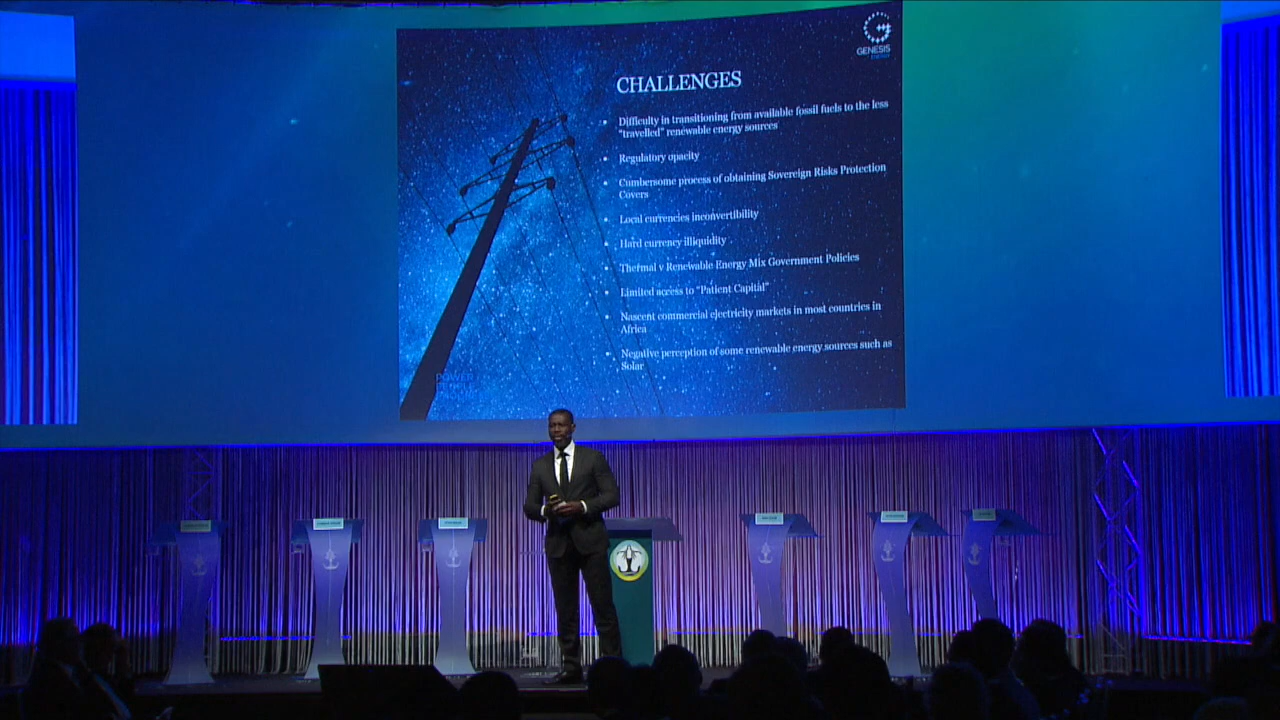 GENESIS
ENERGY
CHALLENGES
Difficulty in transitioning from available fossil fuels to the less
"travelled" renewable energy sources
Regulatory opacity
Cumbersome process of obtaining Sovereign Risks Protection
Covers
Local currencies inconvertibility
Hard currency illiquidity
Thermal v Renewable Energy Mix Government Policies
Limited access to "Patient Capital"
Nascent commercial electricity markets in most countries in
Africa
Negative perception of some renewable energy sources such as
Solar
POWER